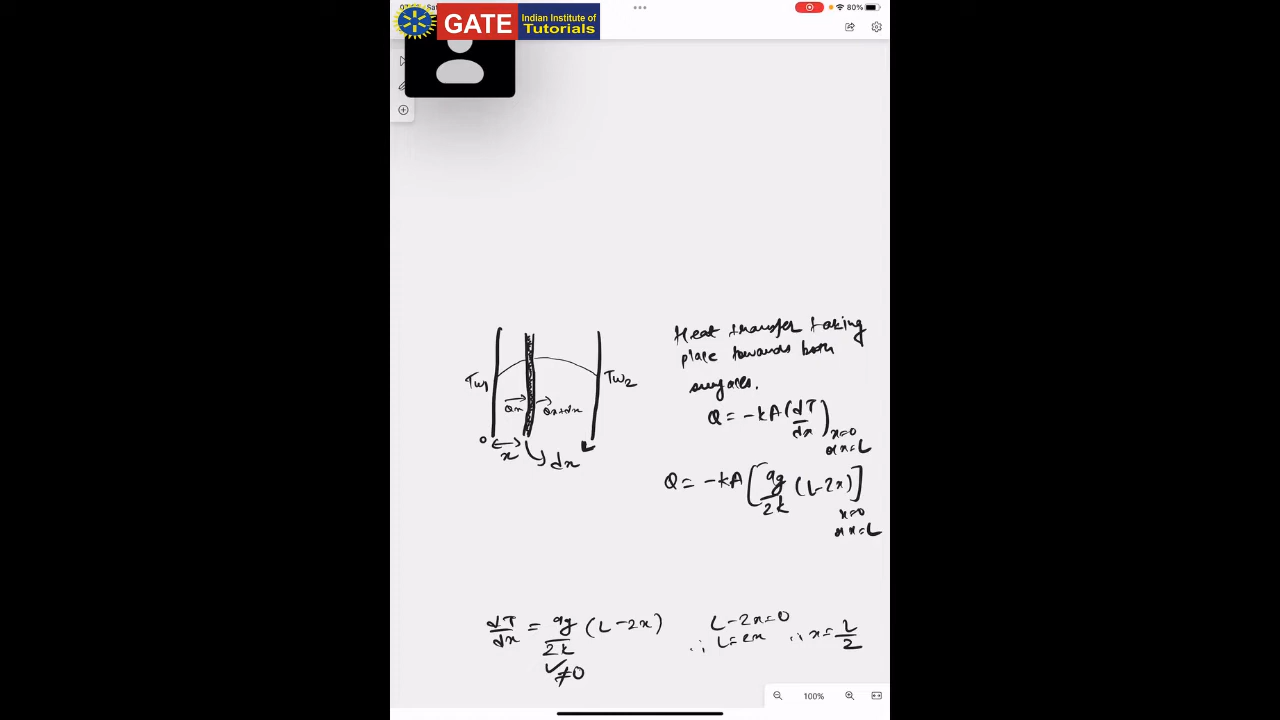 GATE
Indian Institute of
Tutorials
80%
Heat transfer taking
place towards both
surfaces.
Tw1
Tw2
Qx
Qx+dx
0
x
dx
L
Q = -kA(dT/dx)x=0
or x=L
Q = -kA[qg/2k (L-2x)]
x=0
or x=L
dT/dx = qg/2k (L-2x)
≠0
L-2x=0
∴ L=2x ∴ x=L/2
100%